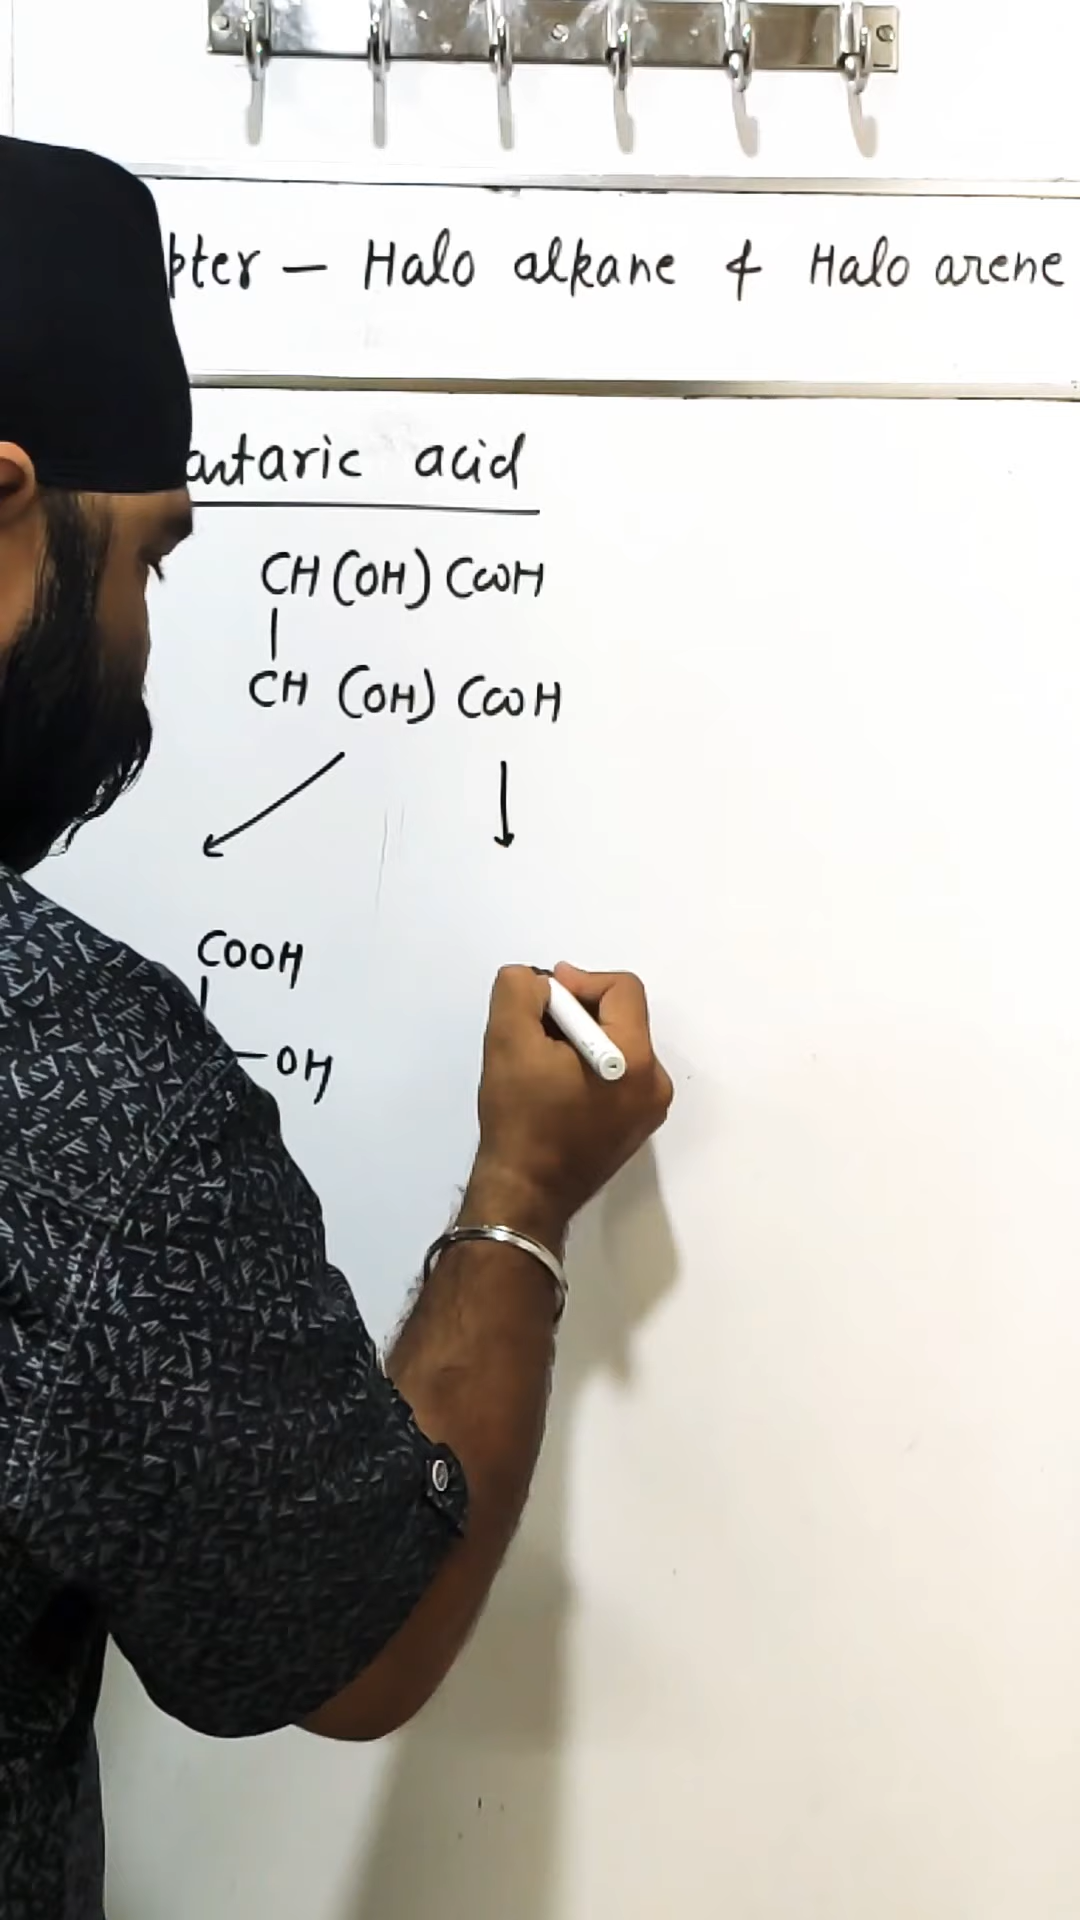 pter — Halo alkane & Halo arene
artaric acid
CH (OH) COOH
|
CH (OH) COOH
COOH
|
—OH